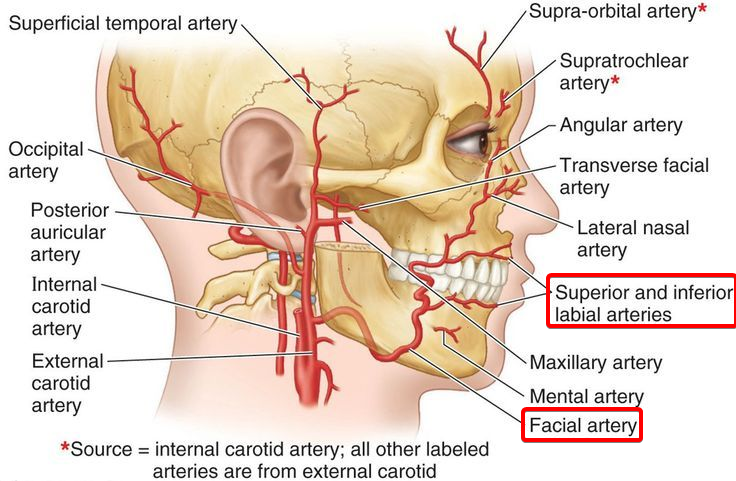 Superficial temporal artery
Occipital
artery
Posterior
auricular
artery
Internal
carotid
artery
External
carotid
artery
Supra-orbital artery*
Supratrochlear
artery*
Angular artery
Transverse facial
artery
Lateral nasal
artery
Superior and inferior
labial arteries
Maxillary artery
Mental artery
Facial artery
*Source = internal carotid artery; all other labeled
arteries are from external carotid